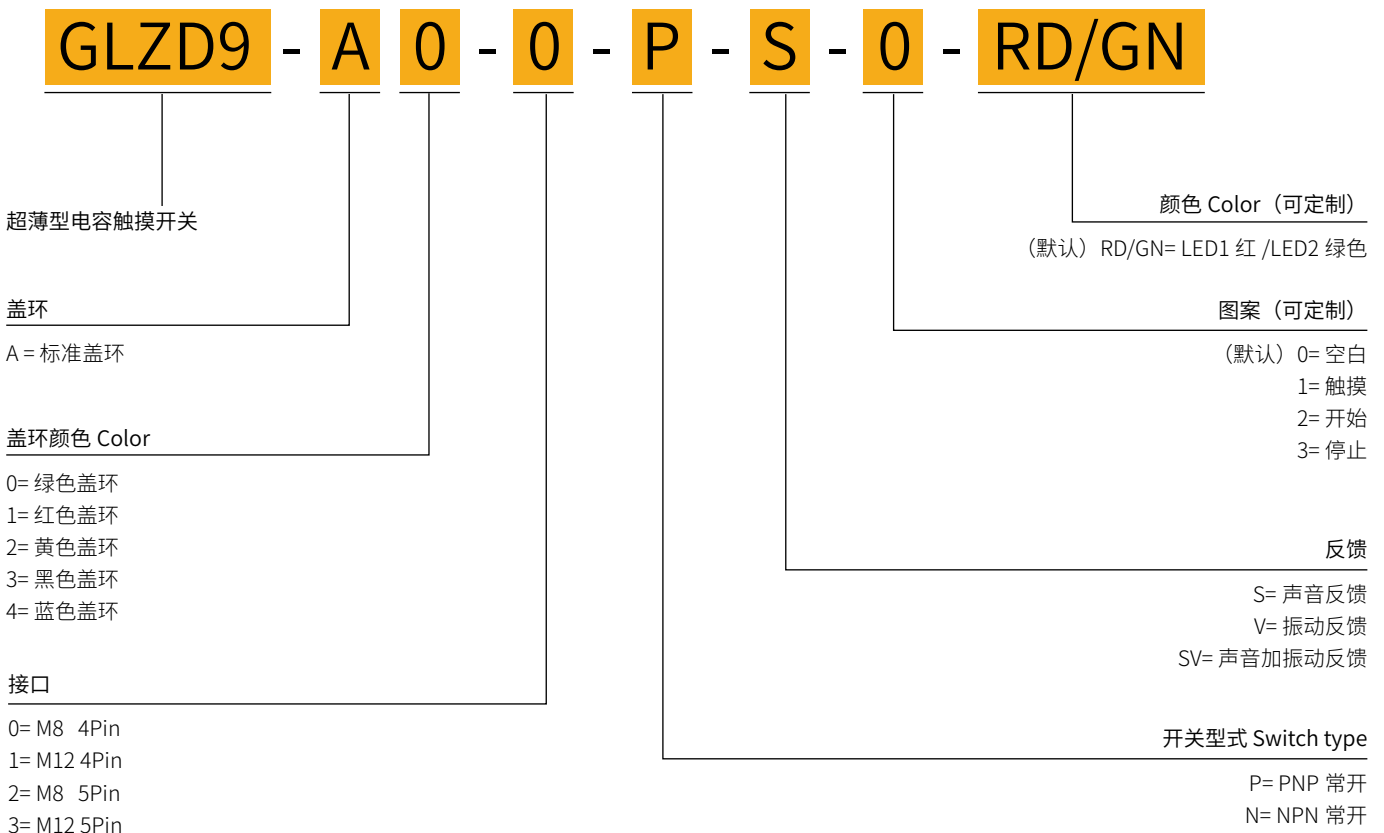 GLZD9 - A 0 - 0 - P - S - 0 - RD/GN
超薄型电容触摸开关
盖环
A = 标准盖环
盖环颜色 Color
0= 绿色盖环
1= 红色盖环
2= 黄色盖环
3= 黑色盖环
4= 蓝色盖环
接口
0= M8 4Pin
1= M12 4Pin
2= M8 5Pin
3= M12 5Pin
颜色 Color（可定制）
（默认）RD/GN= LED1 红 /LED2 绿色
图案（可定制）
（默认）0= 空白
1= 触摸
2= 开始
3= 停止
反馈
S= 声音反馈
V= 振动反馈
SV= 声音加振动反馈
开关型式 Switch type
P= PNP 常开
N= NPN 常开